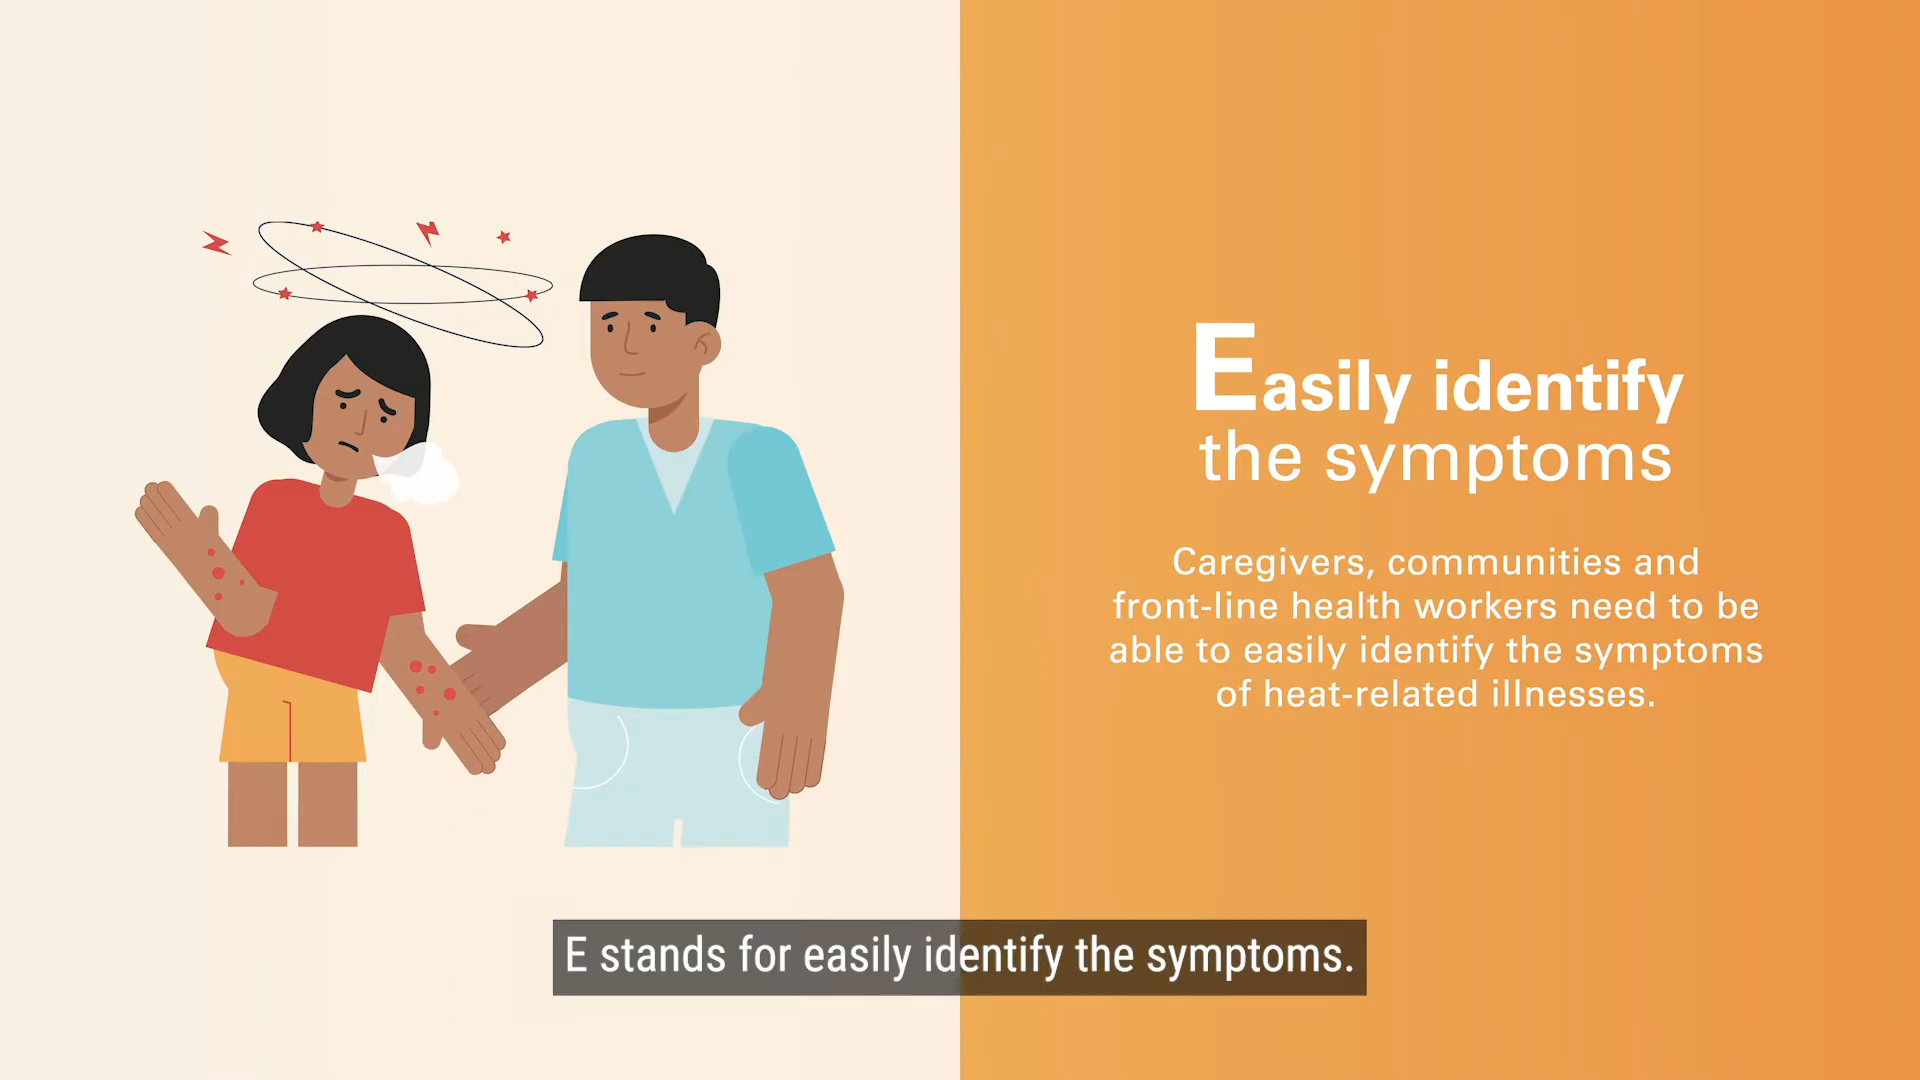 Easily identify
the symptoms
Caregivers, communities and
front-line health workers need to be
able to easily identify the symptoms
of heat-related illnesses.
E stands for easily identify the symptoms.